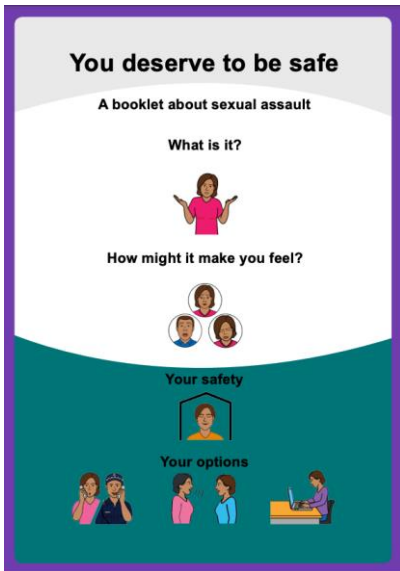 You deserve to be safe
A booklet about sexual assault
What is it?
How might it make you feel?
Your safety
Your options